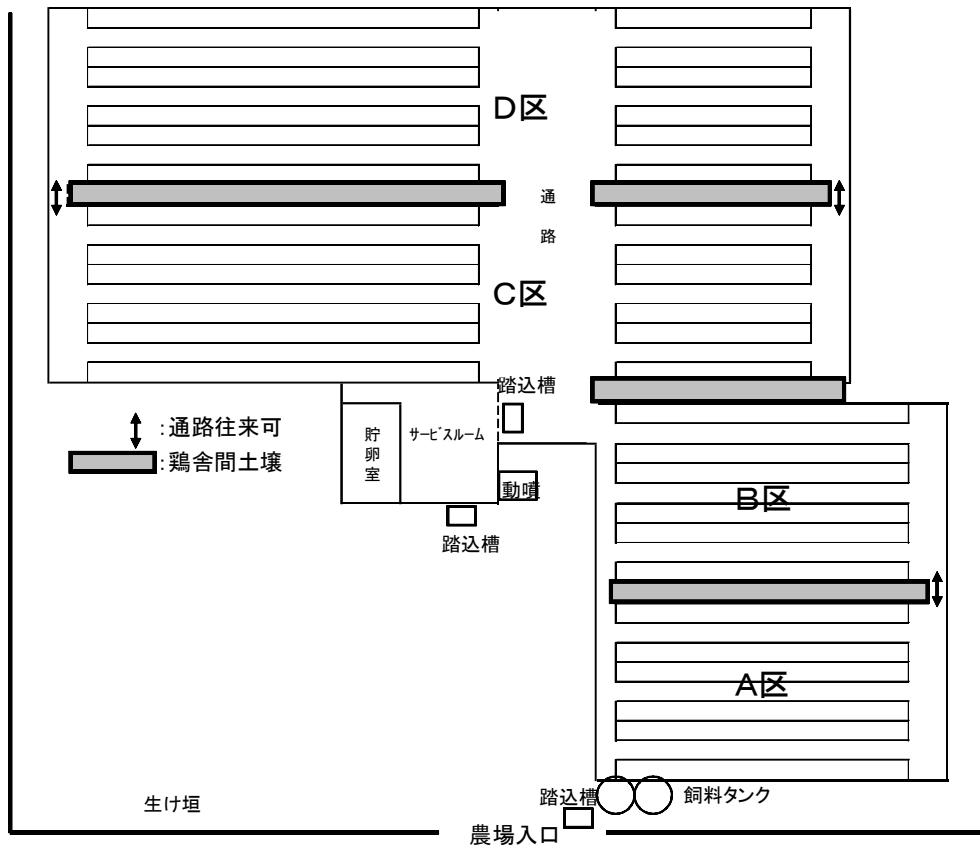 D区
通
路
C区
踏込槽
:通路往来可
:鶏舎間土壌
貯
卵
室
サービスルーム
動噴
踏込槽
B区
A区
踏込槽
飼料タンク
生け垣
農場入口